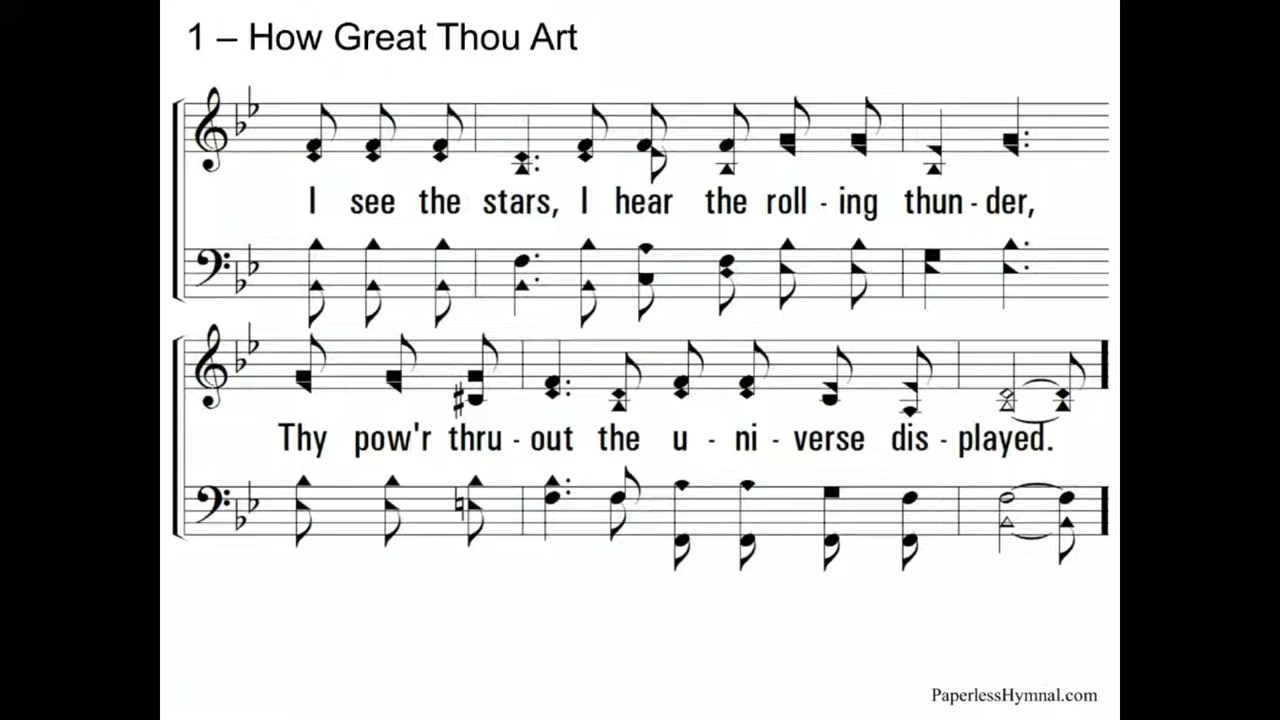 1 – How Great Thou Art
I see the stars, I hear the roll - ing thun - der,
Thy pow'r thru - out the u - ni - verse dis - played.
PaperlessHymnal.com